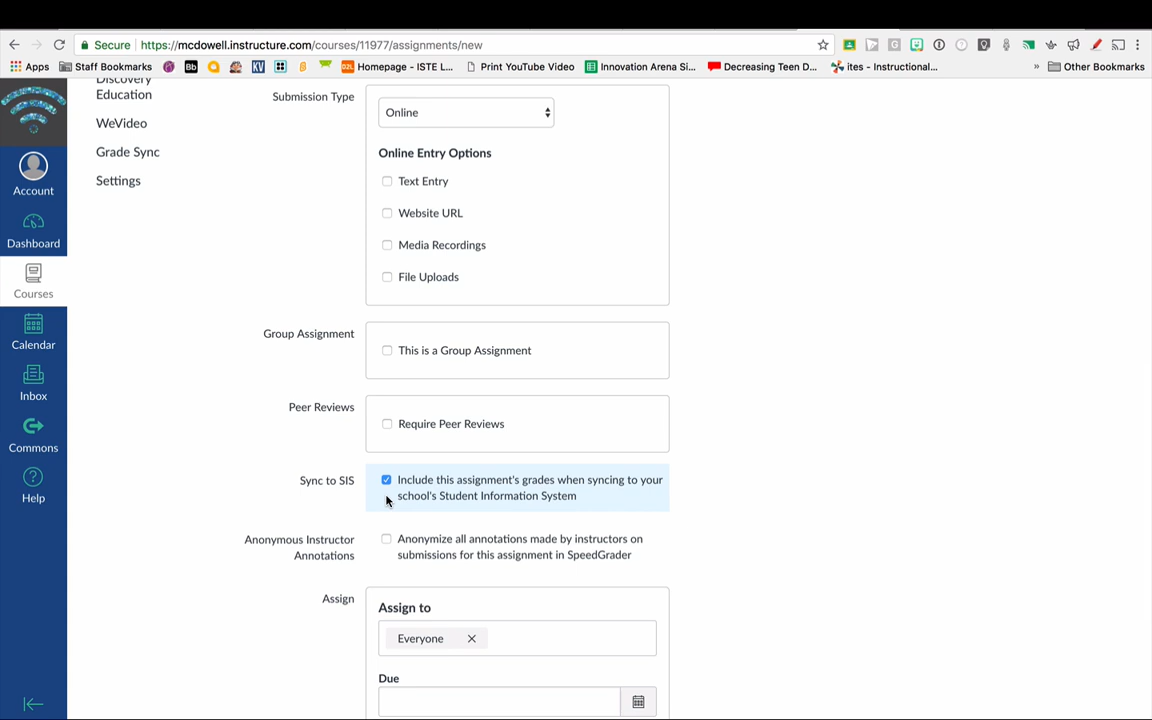 Secure
https://mcdowell.instructure.com/courses/11977/assignments/new
Apps
Staff Bookmarks
Bb
KV
D2L
Homepage - ISTE L...
Print YouTube Video
Innovation Arena Si...
Decreasing Teen D...
ites - Instructional...
»
Other Bookmarks
Discovery
Education
WeVideo
Grade Sync
Settings
Account
Dashboard
Courses
Calendar
Inbox
Commons
Help
Submission Type
Online
Online Entry Options
Text Entry
Website URL
Media Recordings
File Uploads
Group Assignment
This is a Group Assignment
Peer Reviews
Require Peer Reviews
Sync to SIS
Include this assignment's grades when syncing to your
school's Student Information System
Anonymous Instructor
Annotations
Anonymize all annotations made by instructors on
submissions for this assignment in SpeedGrader
Assign
Assign to
Everyone
Due